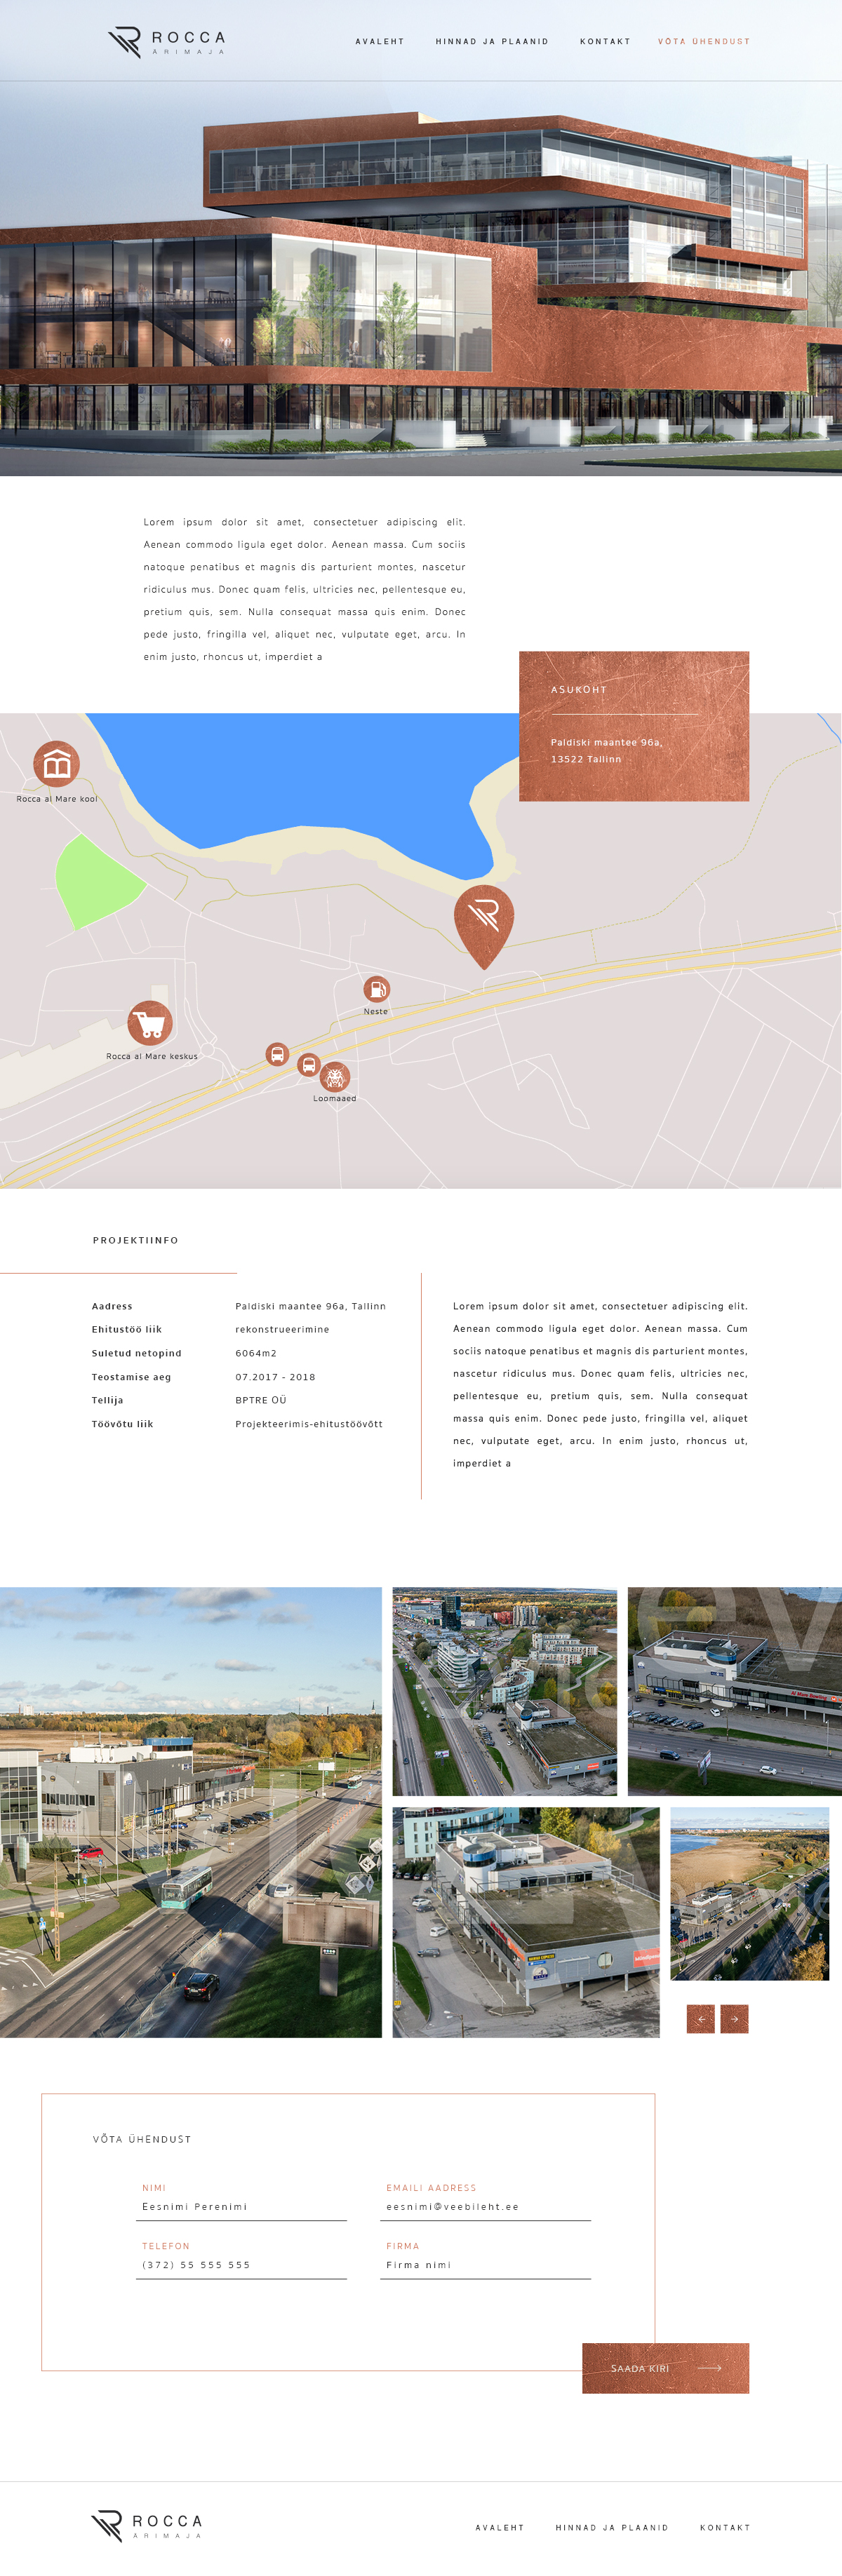 ROCCA
ARIMAJA
AVALEHT
HINNAD JA PLAANID
KONTAKT
VÕTA ÜHENDUST
Lorem ipsum dolor sit amet, consectetuer adipiscing elit.
Aenean commodo ligula eget dolor. Aenean massa. Cum sociis
natoque penatibus et magnis dis parturient montes, nascetur
ridiculus mus. Donec quam felis, ultricies nec, pellentesque eu,
pretium quis, sem. Nulla consequat massa quis enim. Donec
pede justo, fringilla vel, aliquet nec, vulputate eget, arcu. In
enim justo, rhoncus ut, imperdiet a
ASUKOHT
Paldiski maantee 96a,
13522 Tallinn
Rocca al Mare kool
Neste
Rocca al Mare keskus
Loomaaed
PROJEKTIINFO
Aadress Paldiski maantee 96a, Tallinn
Ehitustöö liik rekonstrueerimine
Suletud netopind 6064m2
Teostamise aeg 07.2017 - 2018
Tellija BPTRE OÜ
Töövõtu liik Projekteerimis-ehitustöövõtt
Lorem ipsum dolor sit amet, consectetuer adipiscing elit.
Aenean commodo ligula eget dolor. Aenean massa. Cum
sociis natoque penatibus et magnis dis parturient montes,
nascetur ridiculus mus. Donec quam felis, ultricies nec,
pellentesque eu, pretium quis, sem. Nulla consequat
massa quis enim. Donec pede justo, fringilla vel, aliquet
nec, vulputate eget, arcu. In enim justo, rhoncus ut,
imperdiet a
VÕTA ÜHENDUST
NIMI
Eesnimi Perenimi
EMAILI AADRESS
eesnimi@veebileht.ee
TELEFON
(372) 55 555 555
FIRMA
Firma nimi
SAADA KIRI
ROCCA
ARIMAJA
AVALEHT
HINNAD JA PLAANID
KONTAKT